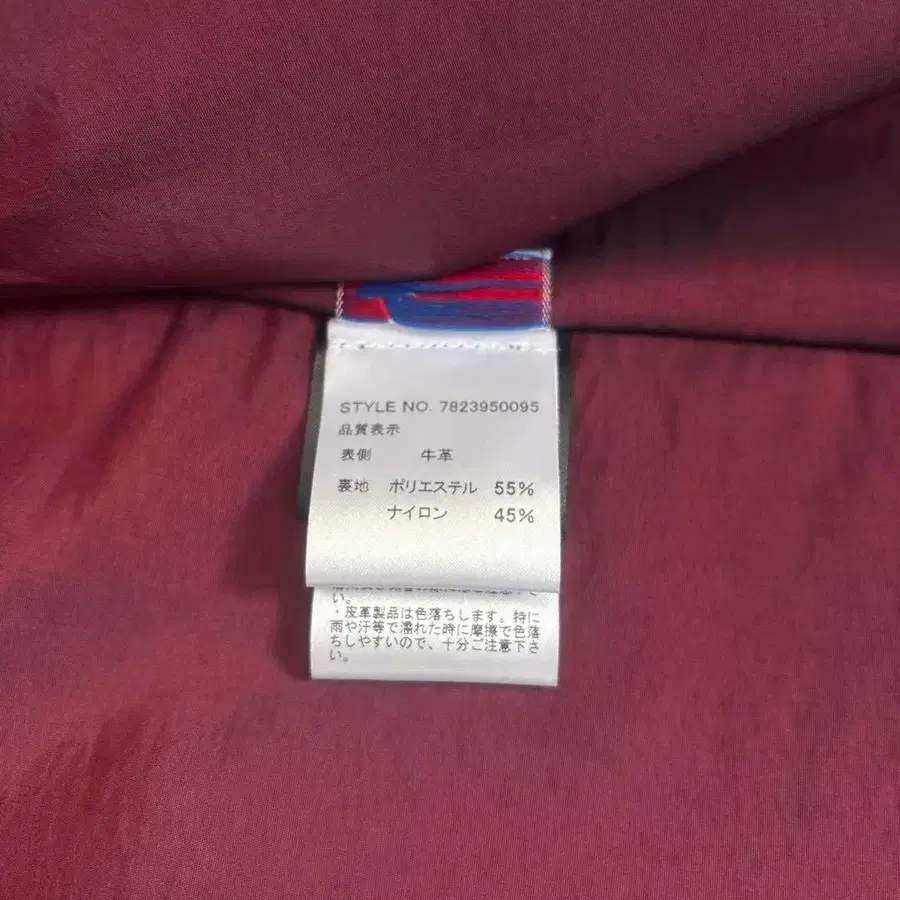 STYLE NO. 7823950095
品質表示
表側 牛革
裏地 ポリエステル 55%
ナイロン 45%
い。
・皮革製品は色落ちします。特に
雨や汗等で濡れた時に摩擦で色落
ちしやすいので、十分ご注意下さ
い。